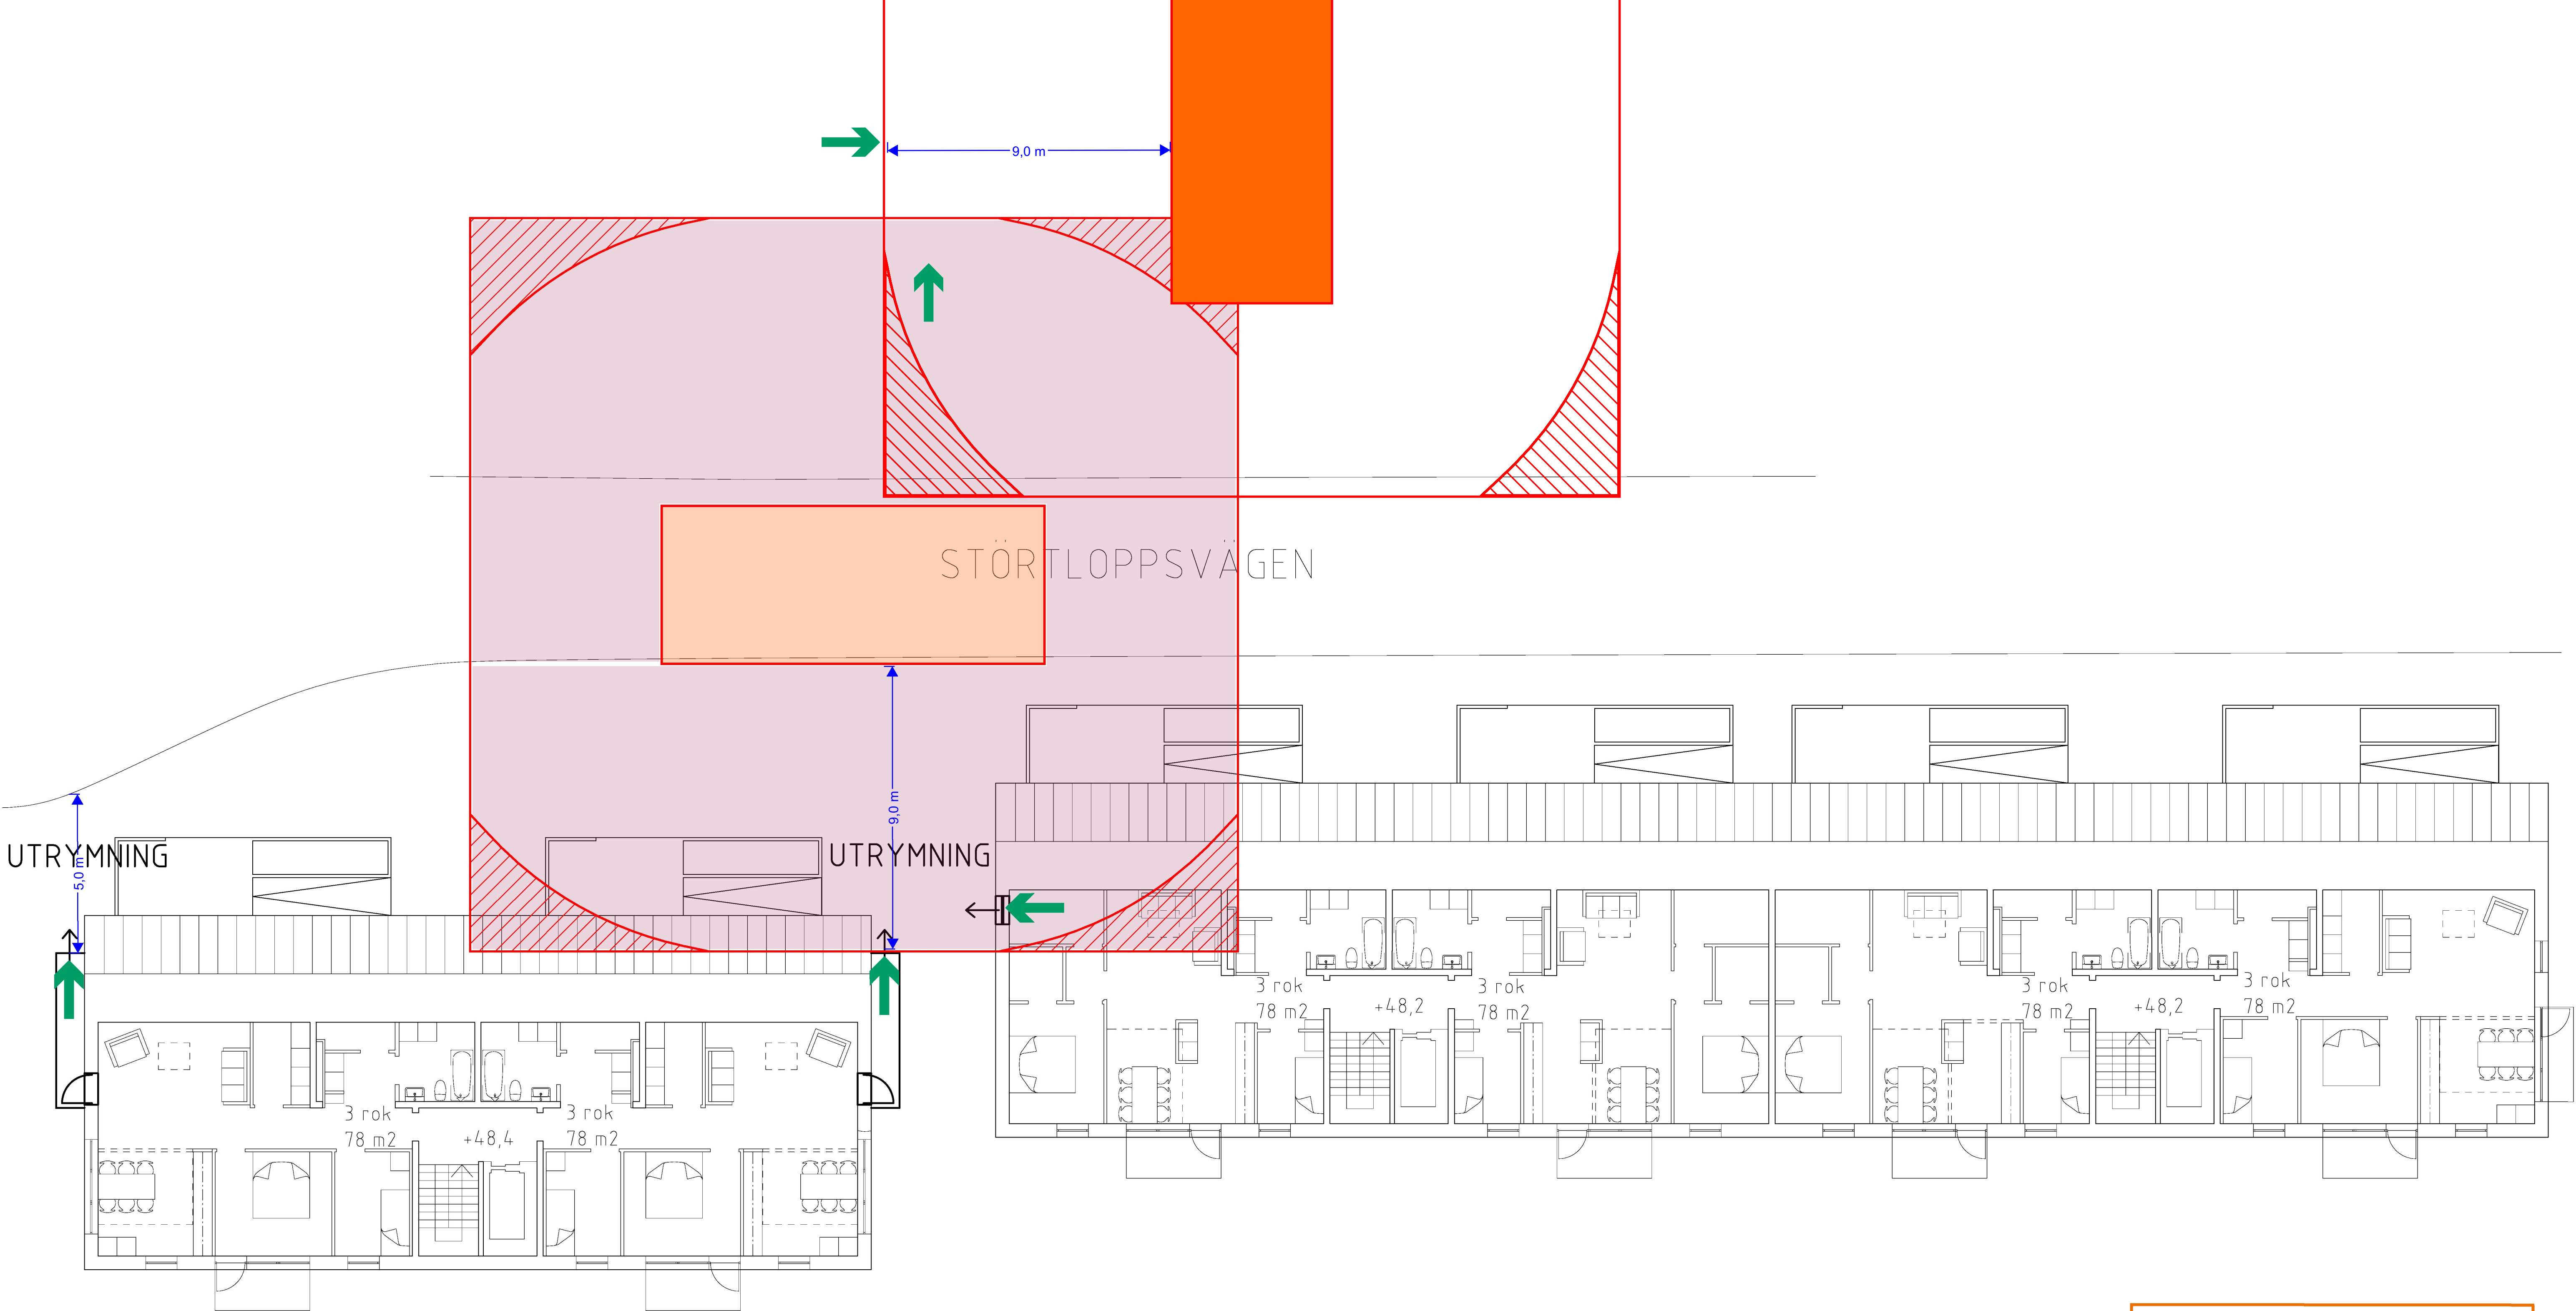 9,0 m
STÖRTLOPPSVÄGEN
9,0 m
UTRYMNING
5,0 m
UTRYMNING
3 rok
78 m2
+48,2
3 rok
78 m2
3 rok
78 m2
+48,2
3 rok
78 m2
3 rok
78 m2
+48,4
3 rok
78 m2